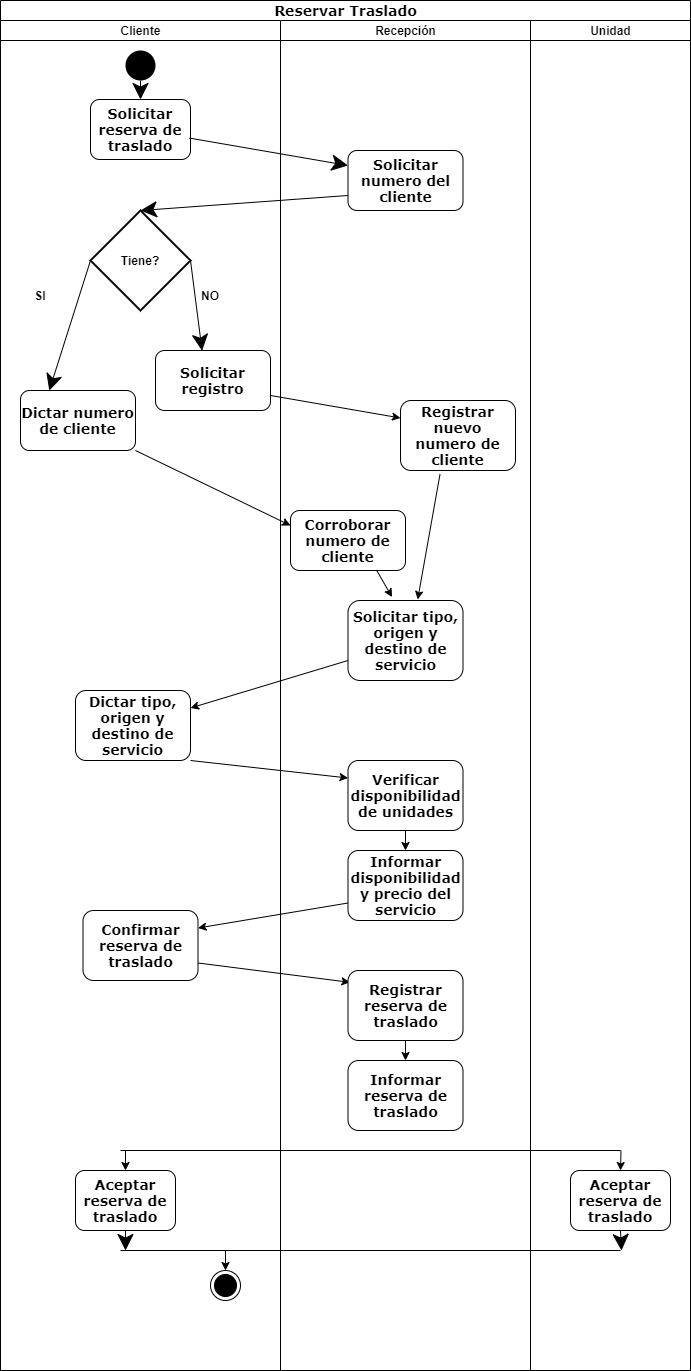 Reservar Traslado
Cliente
Recepción
Unidad
Solicitar
reserva de
traslado
Solicitar
numero del
cliente
Tiene?
SI
NO
Solicitar
registro
Dictar numero
de cliente
Registrar
nuevo
numero de
cliente
Corroborar
numero de
cliente
Solicitar tipo,
origen y
destino de
servicio
Dictar tipo,
origen y
destino de
servicio
Verificar
disponibilidad
de unidades
Informar
disponibilidad
y precio del
servicio
Confirmar
reserva de
traslado
Registrar
reserva de
traslado
Informar
reserva de
traslado
Aceptar
reserva de
traslado
Aceptar
reserva de
traslado